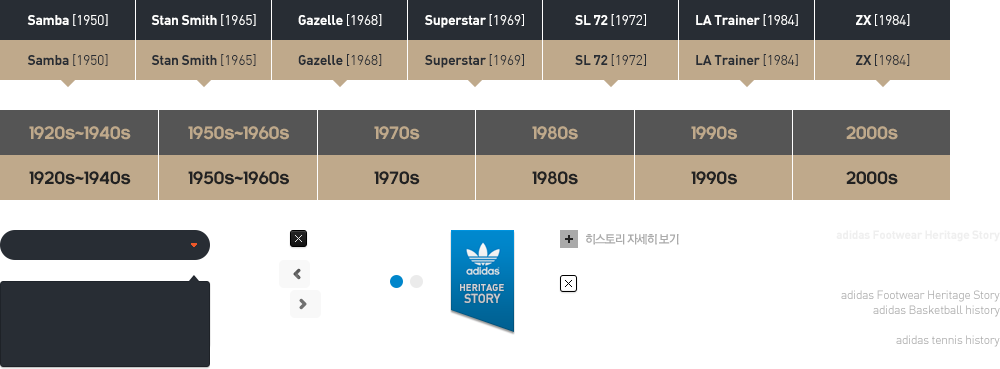 Samba [1950] Stan Smith [1965] Gazelle [1968] Superstar [1969] SL 72 [1972] LA Trainer [1984] ZX [1984]
Samba [1950] Stan Smith [1965] Gazelle [1968] Superstar [1969] SL 72 [1972] LA Trainer [1984] ZX [1984]
1920s~1940s 1950s~1960s 1970s 1980s 1990s 2000s
1920s~1940s 1950s~1960s 1970s 1980s 1990s 2000s
adidas
HERITAGE
STORY
히스토리 자세히 보기
adidas Footwear Heritage Story
adidas Footwear Heritage Story
adidas Basketball history
adidas tennis history